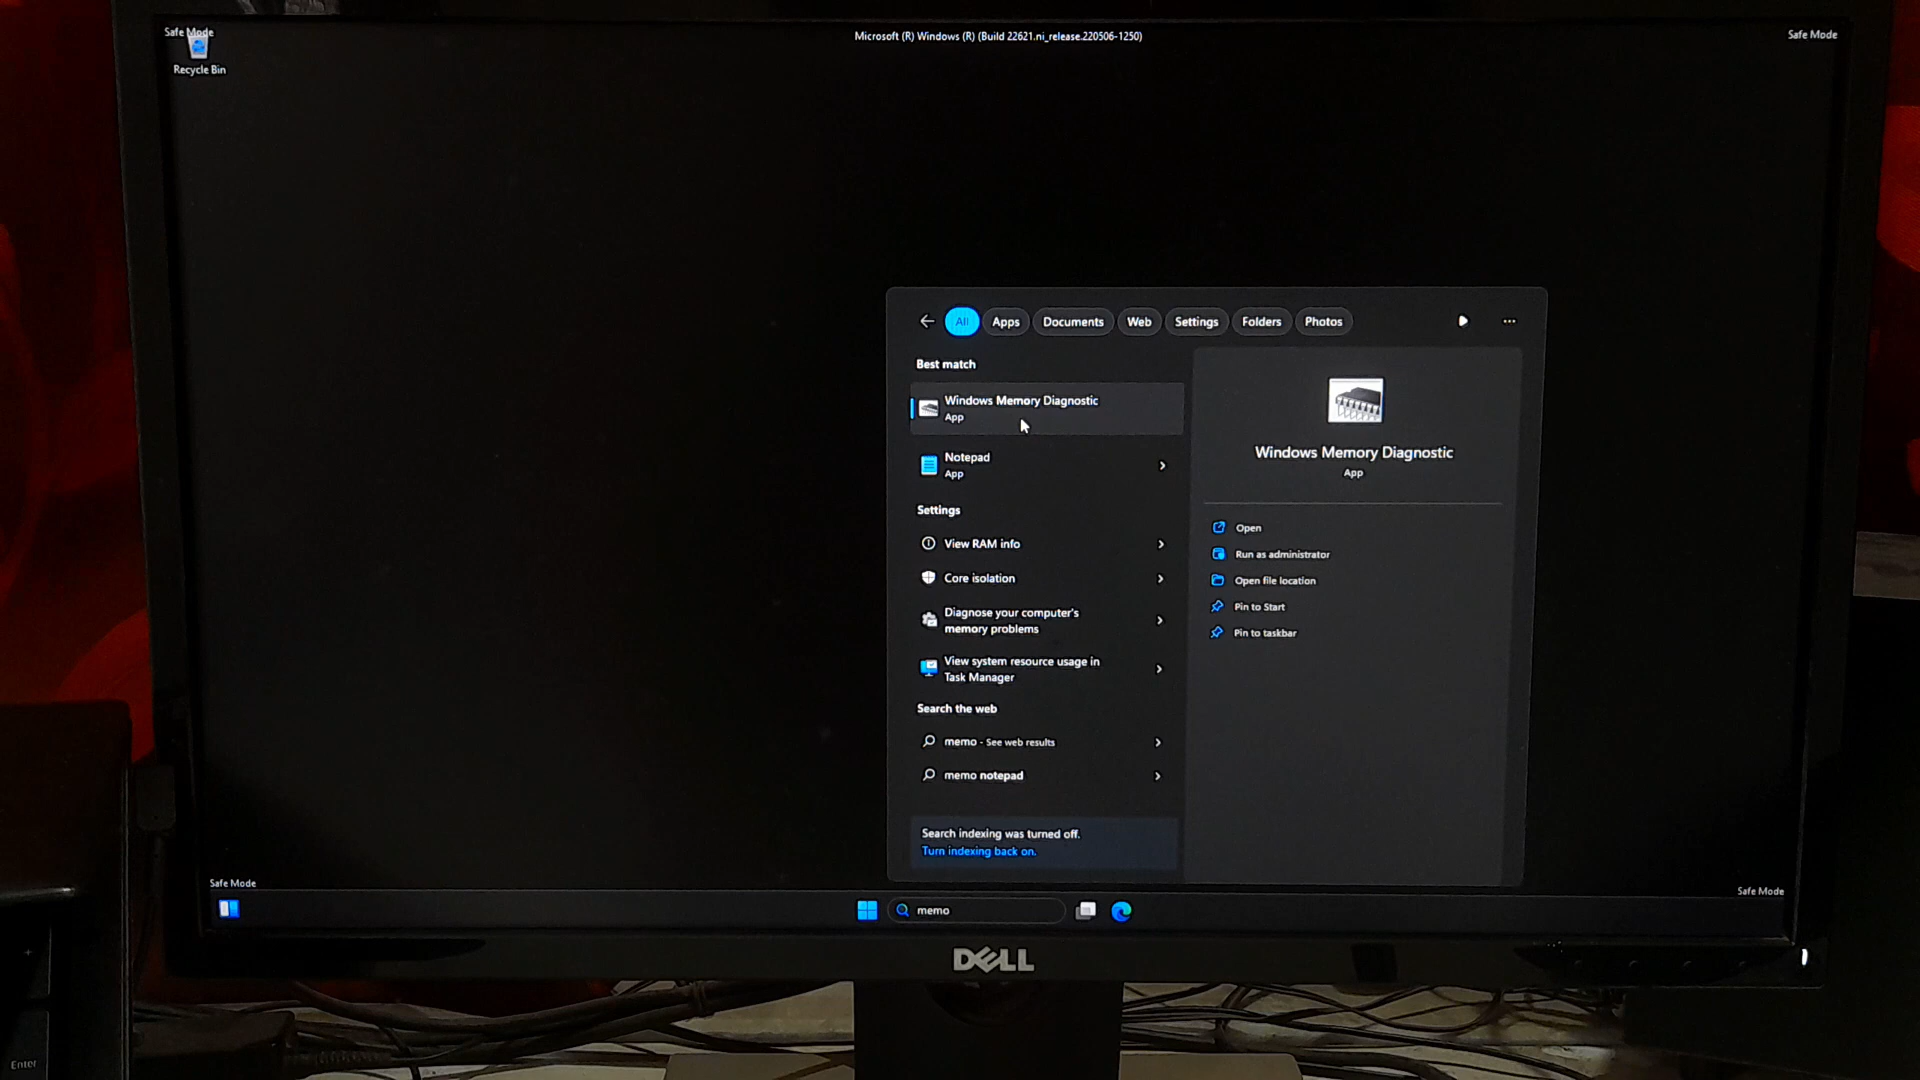 Safe Mode
Microsoft (R) Windows (R) (Build 22621.ni_release.220506-1250)
Safe Mode
Recycle Bin
All
Apps
Documents
Web
Settings
Folders
Photos
Best match
Windows Memory Diagnostic
App
Notepad
App
Settings
View RAM info
Core isolation
Diagnose your computer's
memory problems
View system resource usage in
Task Manager
Search the web
memo - See web results
memo notepad
Search indexing was turned off.
Turn indexing back on.
Windows Memory Diagnostic
App
Open
Run as administrator
Open file location
Pin to Start
Pin to taskbar
Safe Mode
Safe Mode
memo
DELL
Enter